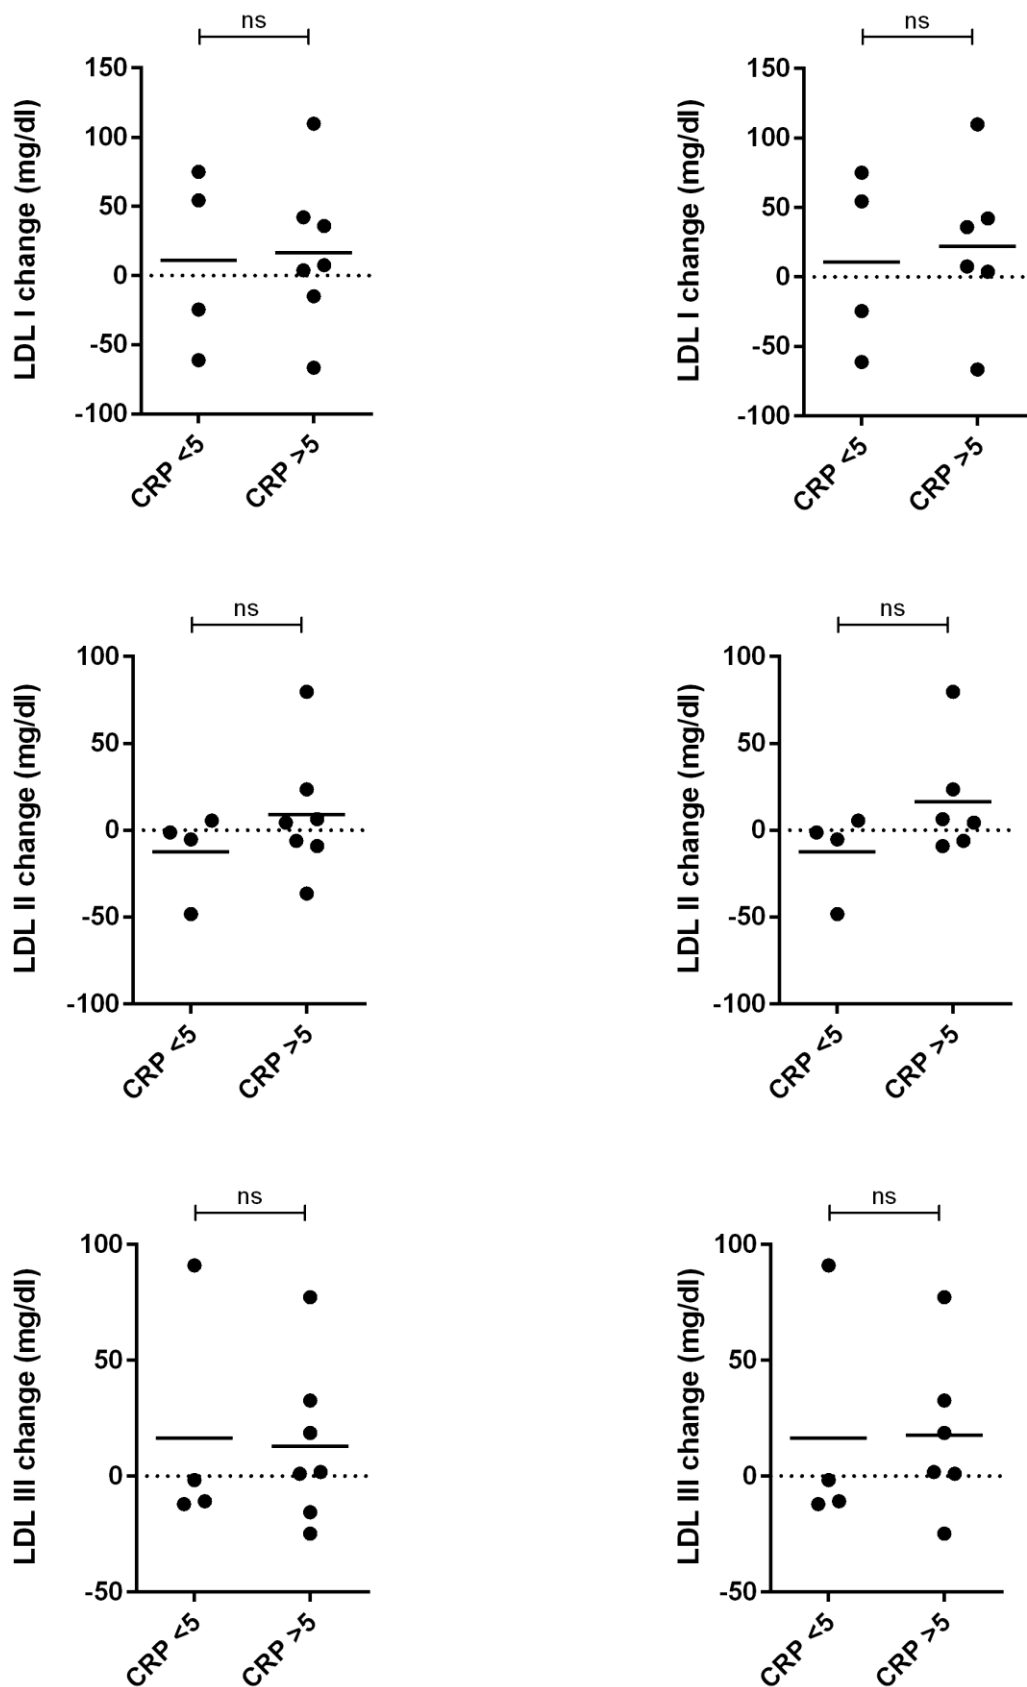 ns
LDL I change (mg/dl)
150
100
50
0
-50
-100
CRP <5
CRP >5
ns
LDL I change (mg/dl)
150
100
50
0
-50
-100
CRP <5
CRP >5
ns
LDL II change (mg/dl)
100
50
0
-50
-100
CRP <5
CRP >5
ns
LDL II change (mg/dl)
100
50
0
-50
-100
CRP <5
CRP >5
ns
LDL III change (mg/dl)
100
50
0
-50
CRP <5
CRP >5
ns
LDL III change (mg/dl)
100
50
0
-50
CRP <5
CRP >5